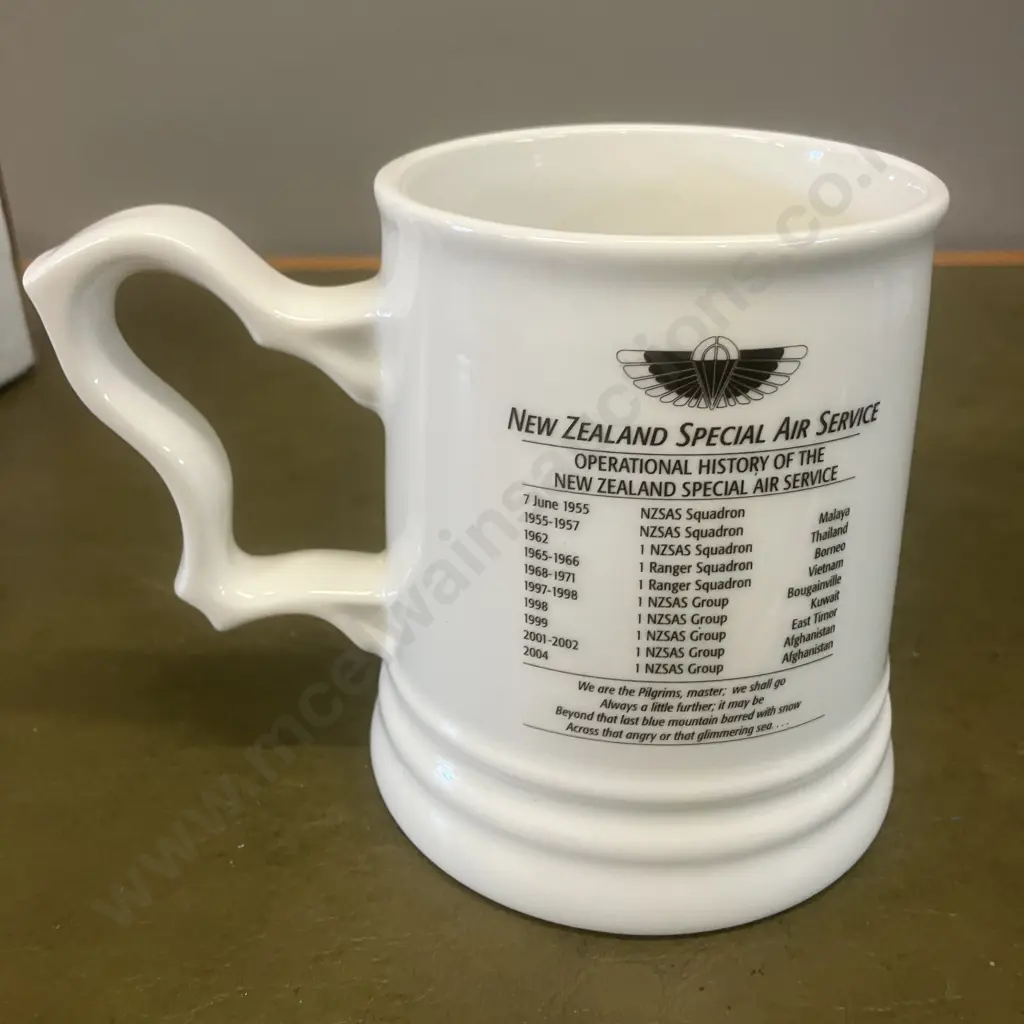 NEW ZEALAND SPECIAL AIR SERVICE
OPERATIONAL HISTORY OF THE
NEW ZEALAND SPECIAL AIR SERVICE
7 June 1955 NZSAS Squadron
1955-1957 NZSAS Squadron Malaya
1962 1 NZSAS Squadron Thailand
1965-1966 1 Ranger Squadron Borneo
1968-1971 1 Ranger Squadron Vietnam
1997-1998 1 NZSAS Group Bougainville
1998 1 NZSAS Group Kuwait
1999 1 NZSAS Group East Timor
2001-2002 1 NZSAS Group Afghanistan
2004 1 NZSAS Group Afghanistan
We are the Pilgrims, master; we shall go
Always a little further; it may be
Beyond that last blue mountain barred with snow
Across that angry or that glimmering sea. . . .
www.mcelwainsauctions.co.n